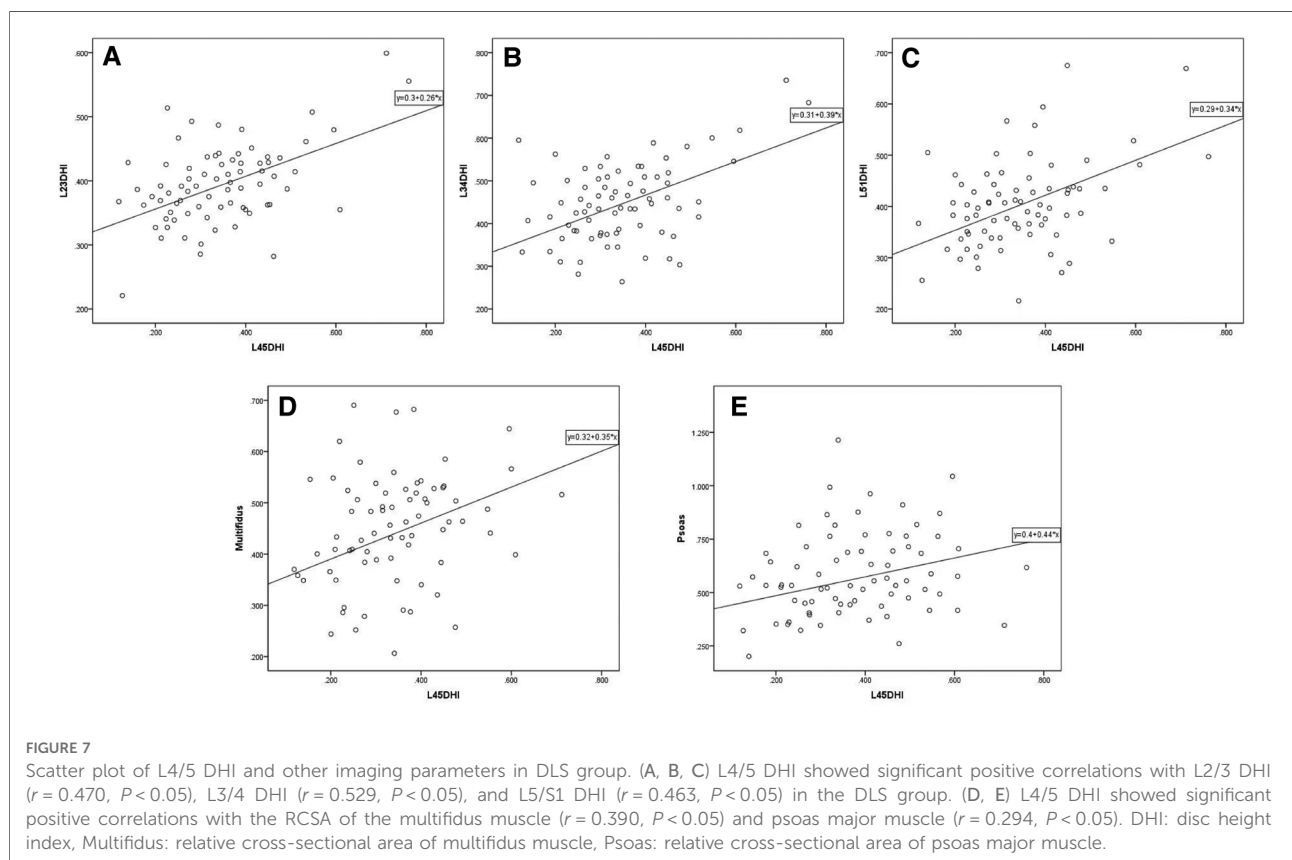 A
L23DHI
.600
.500
.400
.300
.200
y=0.3+0.26*x
.200 .400 .600 .800
L45DHI
B
L34DHI
.800
.700
.600
.500
.400
.300
.200
y=0.31+0.39*x
.200 .400 .600 .800
L45DHI
C
L51DHI
.700
.600
.500
.400
.300
.200
y=0.29+0.34*x
.200 .400 .600 .800
L45DHI
D
Multifidus
.700
.600
.500
.400
.300
.200
y=0.32+0.35*x
.200 .400 .600 .800
L45DHI
E
Psoas
1.250
1.000
.750
.500
.250
y=0.4+0.44*x
.200 .400 .600 .800
L45DHI
FIGURE 7
Scatter plot of L4/5 DHI and other imaging parameters in DLS group. (A, B, C) L4/5 DHI showed significant positive correlations with L2/3 DHI
(r = 0.470, P < 0.05), L3/4 DHI (r = 0.529, P < 0.05), and L5/S1 DHI (r = 0.463, P < 0.05) in the DLS group. (D, E) L4/5 DHI showed significant
positive correlations with the RCSA of the multifidus muscle (r = 0.390, P < 0.05) and psoas major muscle (r = 0.294, P < 0.05). DHI: disc height
index, Multifidus: relative cross-sectional area of multifidus muscle, Psoas: relative cross-sectional area of psoas major muscle.